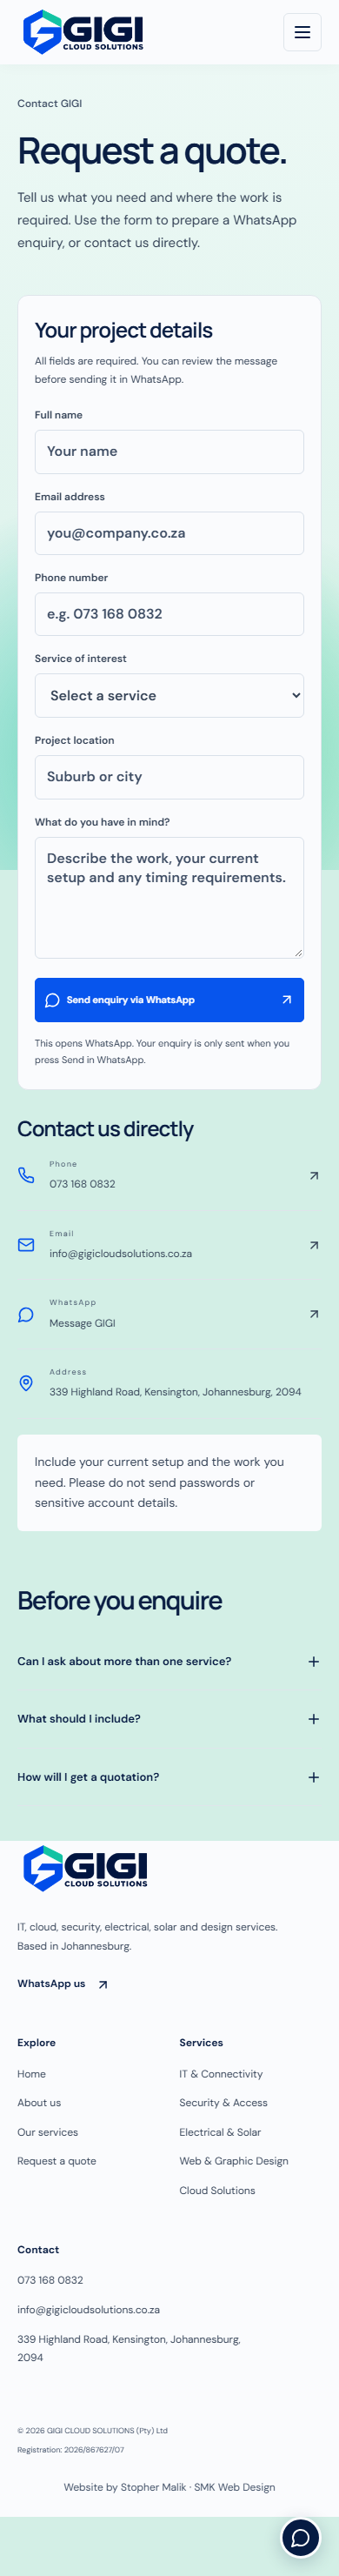 GIGI
CLOUD SOLUTIONS
Contact GIGI
Request a quote.
Tell us what you need and where the work is
required. Use the form to prepare a WhatsApp
enquiry, or contact us directly.
Your project details
All fields are required. You can review the message
before sending it in WhatsApp.
Full name
Your name
Email address
you@company.co.za
Phone number
e.g. 073 168 0832
Service of interest
Select a service
Project location
Suburb or city
What do you have in mind?
Describe the work, your current
setup and any timing requirements.
Send enquiry via WhatsApp
This opens WhatsApp. Your enquiry is only sent when you
press Send in WhatsApp.
Contact us directly
Phone
073 168 0832
Email
info@gigicloudsolutions.co.za
WhatsApp
Message GIGI
Address
339 Highland Road, Kensington, Johannesburg, 2094
Include your current setup and the work you
need. Please do not send passwords or
sensitive account details.
Before you enquire
Can I ask about more than one service?
What should I include?
How will I get a quotation?
GIGI
CLOUD SOLUTIONS
IT, cloud, security, electrical, solar and design services.
Based in Johannesburg.
WhatsApp us
Explore
Home
About us
Our services
Request a quote
Services
IT & Connectivity
Security & Access
Electrical & Solar
Web & Graphic Design
Cloud Solutions
Contact
073 168 0832
info@gigicloudsolutions.co.za
339 Highland Road, Kensington, Johannesburg,
2094
© 2026 GIGI CLOUD SOLUTIONS (Pty) Ltd
Registration: 2026/867627/07
Website by Stopher Malik · SMK Web Design